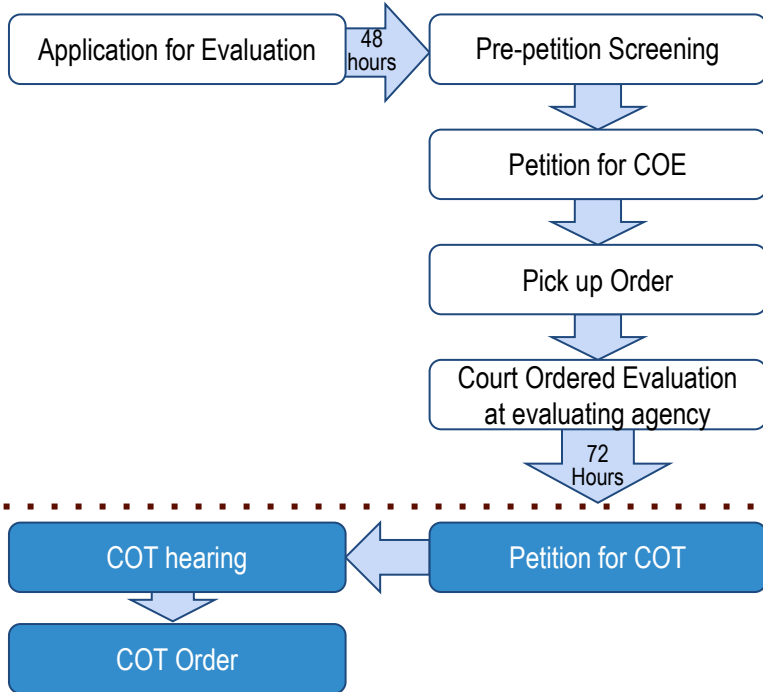 Application for Evaluation
48
hours
Pre-petition Screening
Petition for COE
Pick up Order
Court Ordered Evaluation
at evaluating agency
72
Hours
Petition for COT
COT hearing
COT Order